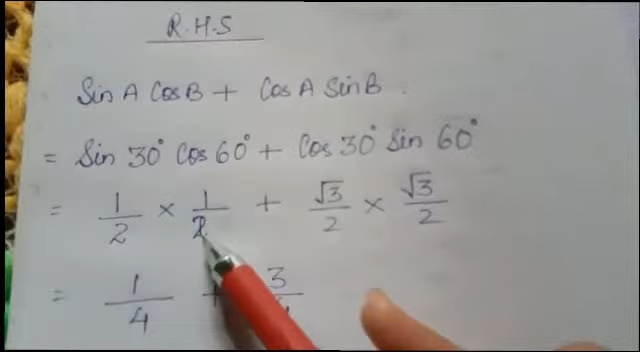 R.H.S
Sin A Cos B + Cos A Sin B.
= Sin 30° Cos 60° + Cos 30° Sin 60°
= 1/2 × 1/2 + √3/2 × √3/2
= 1/4 + 3/4